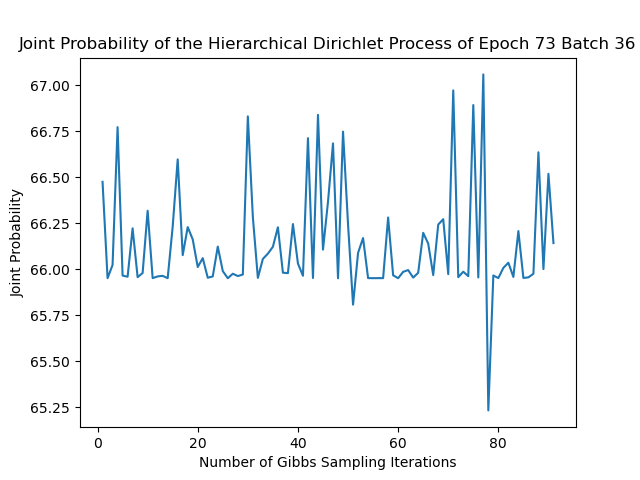 Joint Probability of the Hierarchical Dirichlet Process of Epoch 73 Batch 36
67.00
66.75
66.50
66.25
66.00
65.75
65.50
65.25
Joint Probability
0 20 40 60 80
Number of Gibbs Sampling Iterations